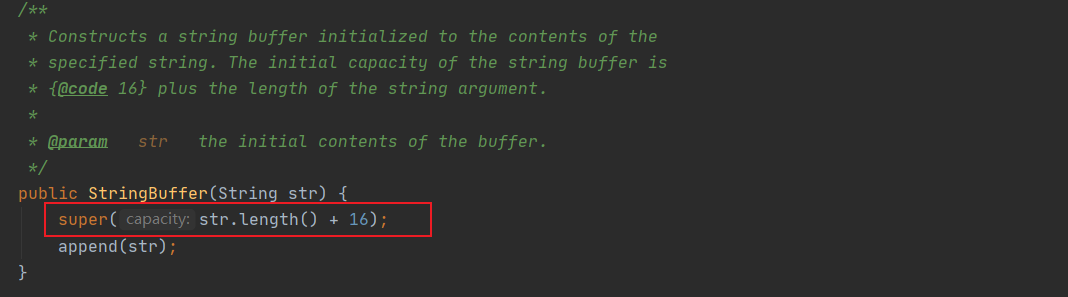 /**
 * Constructs a string buffer initialized to the contents of the
 * specified string. The initial capacity of the string buffer is
 * {@code 16} plus the length of the string argument.
 *
 * @param   str   the initial contents of the buffer.
 */
public StringBuffer(String str) {
    super( capacity: str.length() + 16);
    append(str);
}